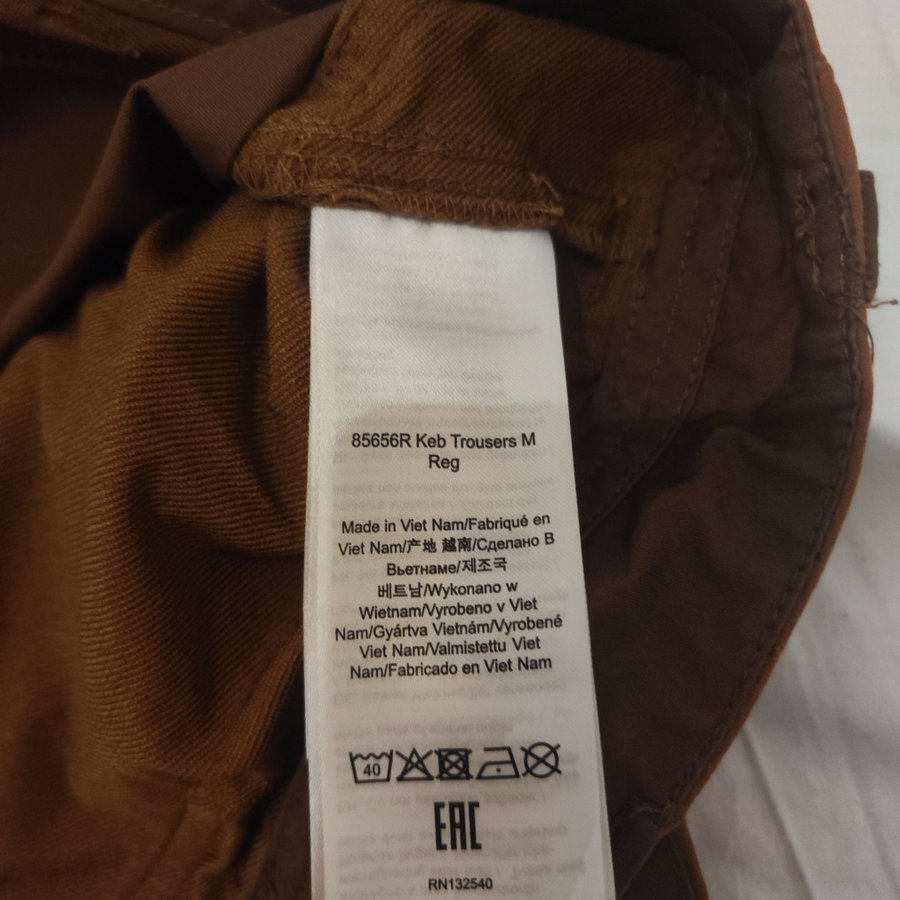 85656R Keb Trousers M
Reg
Made in Viet Nam/Fabriqué en
Viet Nam/产地 越南/Сделано В
Вьетнаме/제조국
베트남/Wykonano w
Wietnam/Vyrobeno v Viet
Nam/Gyártva Vietnám/Vyrobené
Viet Nam/Valmistettu Viet
Nam/Fabricado en Viet Nam
40
EAC
RN132540